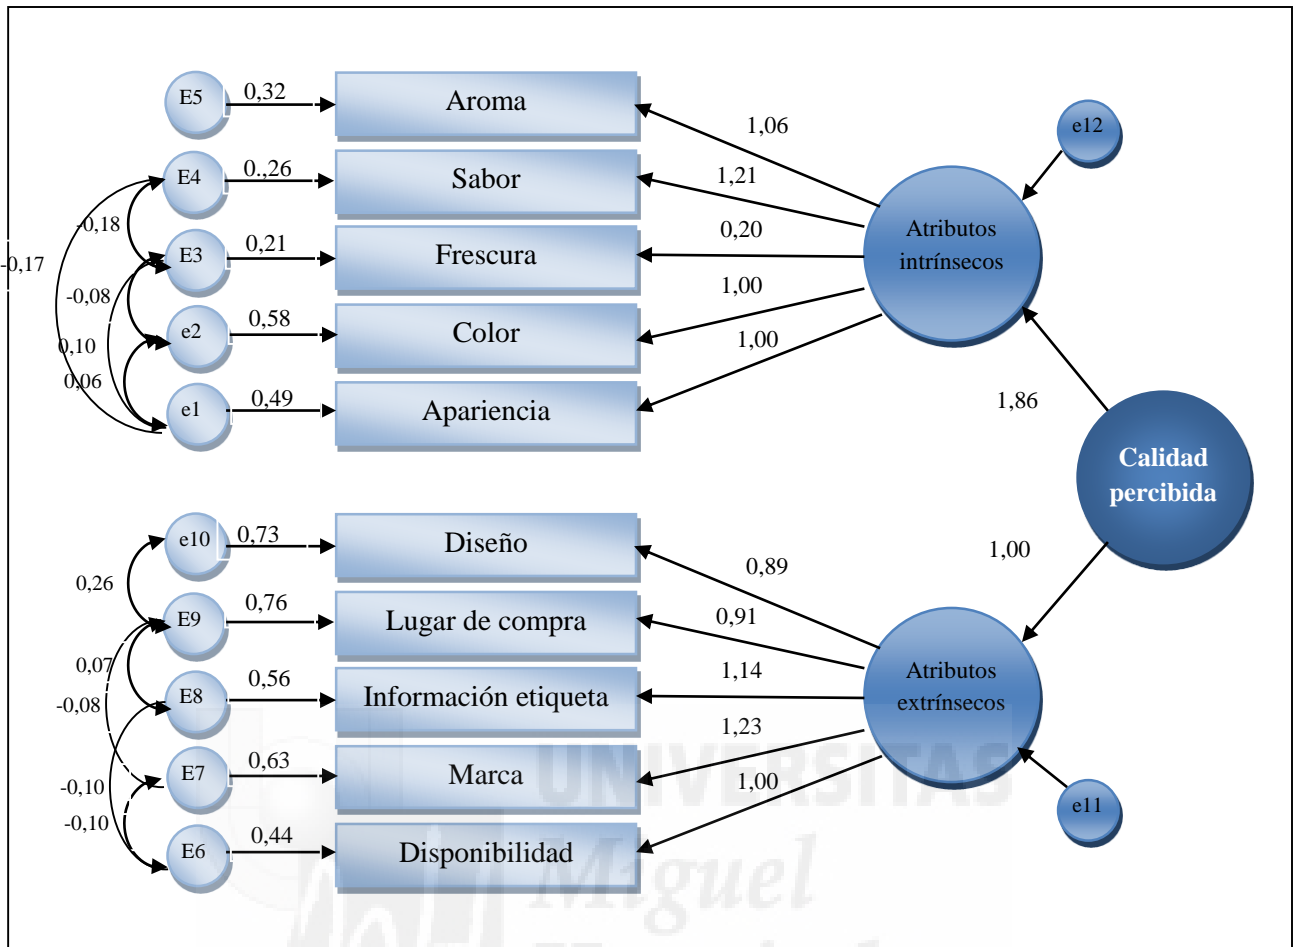 E5
0,32
Aroma
1,06
e12
E4
0.,26
Sabor
1,21
-0,18
E3
0,21
Frescura
0,20
Atributos
intrínsecos
-0,17
-0,08
e2
0,58
Color
1,00
0,10
0,06
e1
0,49
Apariencia
1,00
1,86
Calidad
percibida
1,00
e10
0,73
Diseño
0,89
0,26
E9
0,76
Lugar de compra
0,91
0,07
-0,08
E8
0,56
Información etiqueta
1,14
Atributos
extrínsecos
E7
0,63
Marca
1,23
-0,10
-0,10
E6
0,44
Disponibilidad
1,00
e11
UNIVERSITAS
Miguel